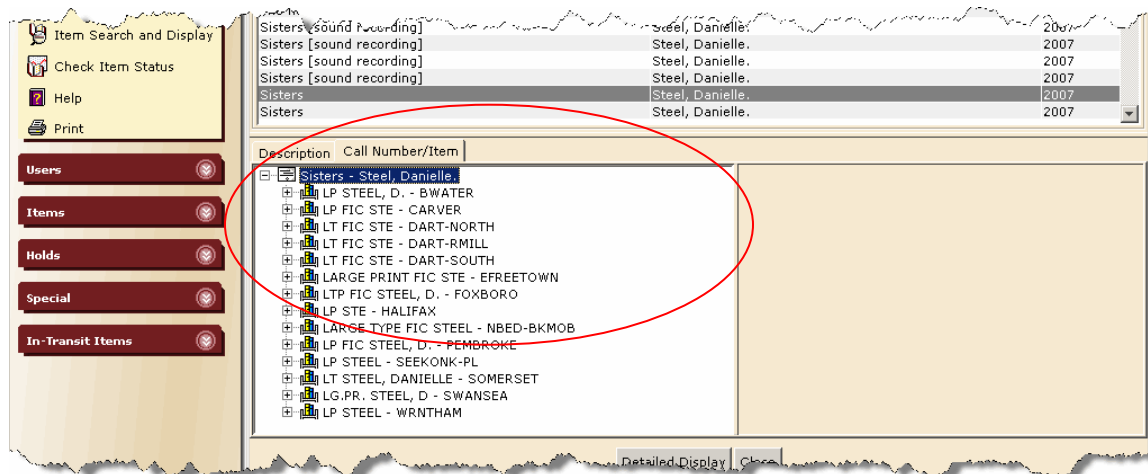 Item Search and Display
Check Item Status
Help
Print
Users
Items
Holds
Special
In-Transit Items
Sisters [sound recording] Steel, Danielle. 2007
Sisters [sound recording] Steel, Danielle. 2007
Sisters [sound recording] Steel, Danielle. 2007
Sisters [sound recording] Steel, Danielle. 2007
Sisters Steel, Danielle. 2007
Sisters Steel, Danielle. 2007
Description Call Number/Item
Sisters - Steel, Danielle.
LP STEEL, D. - BWATER
LP FIC STE - CARVER
LT FIC STE - DART-NORTH
LT FIC STE - DART-RMILL
LT FIC STE - DART-SOUTH
LARGE PRINT FIC STE - EFREETOWN
LTP FIC STEEL, D. - FOXBORO
LP STE - HALIFAX
LARGE TYPE FIC STEEL - NBED-BKMOB
LP FIC STEEL, D. - PEMBROKE
LP STEEL - SEEKONK-PL
LT STEEL, DANIELLE - SOMERSET
LG.PR. STEEL, D - SWANSEA
LP STEEL - WRNTHAM
Detailed Display Close